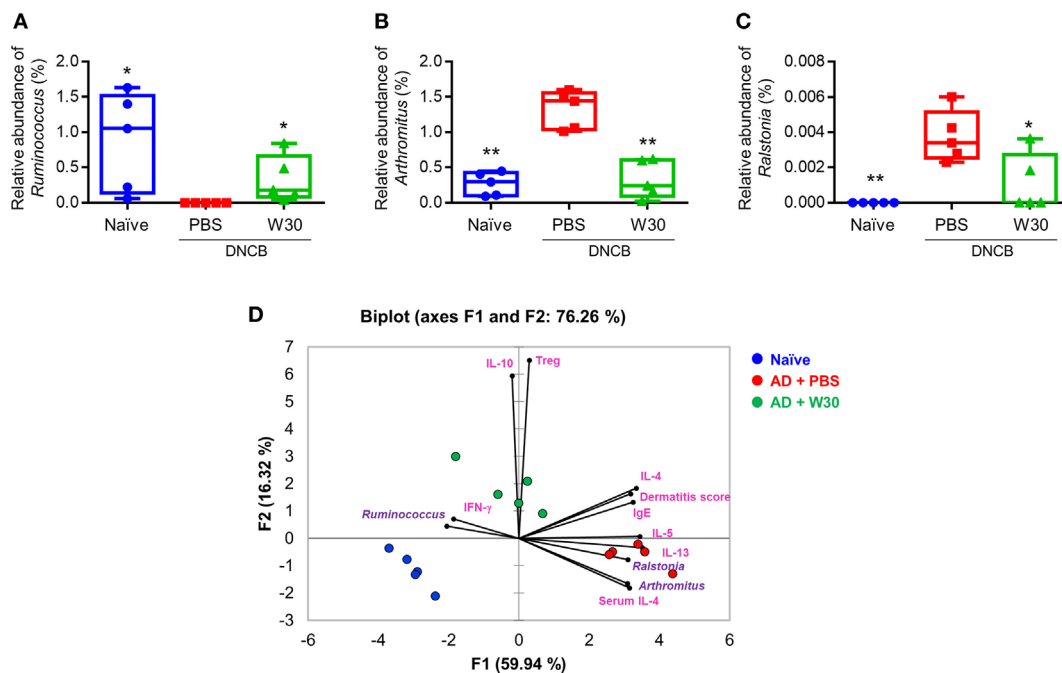 A
Relative abundance of
Ruminococcus (%)
2.0
1.5
1.0
0.5
0.0
*
*
Naïve
PBS
W30
DNCB
B
Relative abundance of
Arthromitus (%)
2.0
1.5
1.0
0.5
0.0
**
**
Naïve
PBS
W30
DNCB
C
Relative abundance of
Ralstonia (%)
0.008
0.006
0.004
0.002
0.000
**
*
Naïve
PBS
W30
DNCB
D
Biplot (axes F1 and F2: 76.26 %)
F2 (16.32 %)
7
6
5
4
3
2
1
0
-1
-2
-3
IL-10
Treg
IL-4
Dermatitis score
IgE
IFN-γ
Ruminococcus
IL-5
IL-13
Ralstonia
Arthromitus
Serum IL-4
-6
-4
-2
0
2
4
6
F1 (59.94 %)
Naïve
AD + PBS
AD + W30